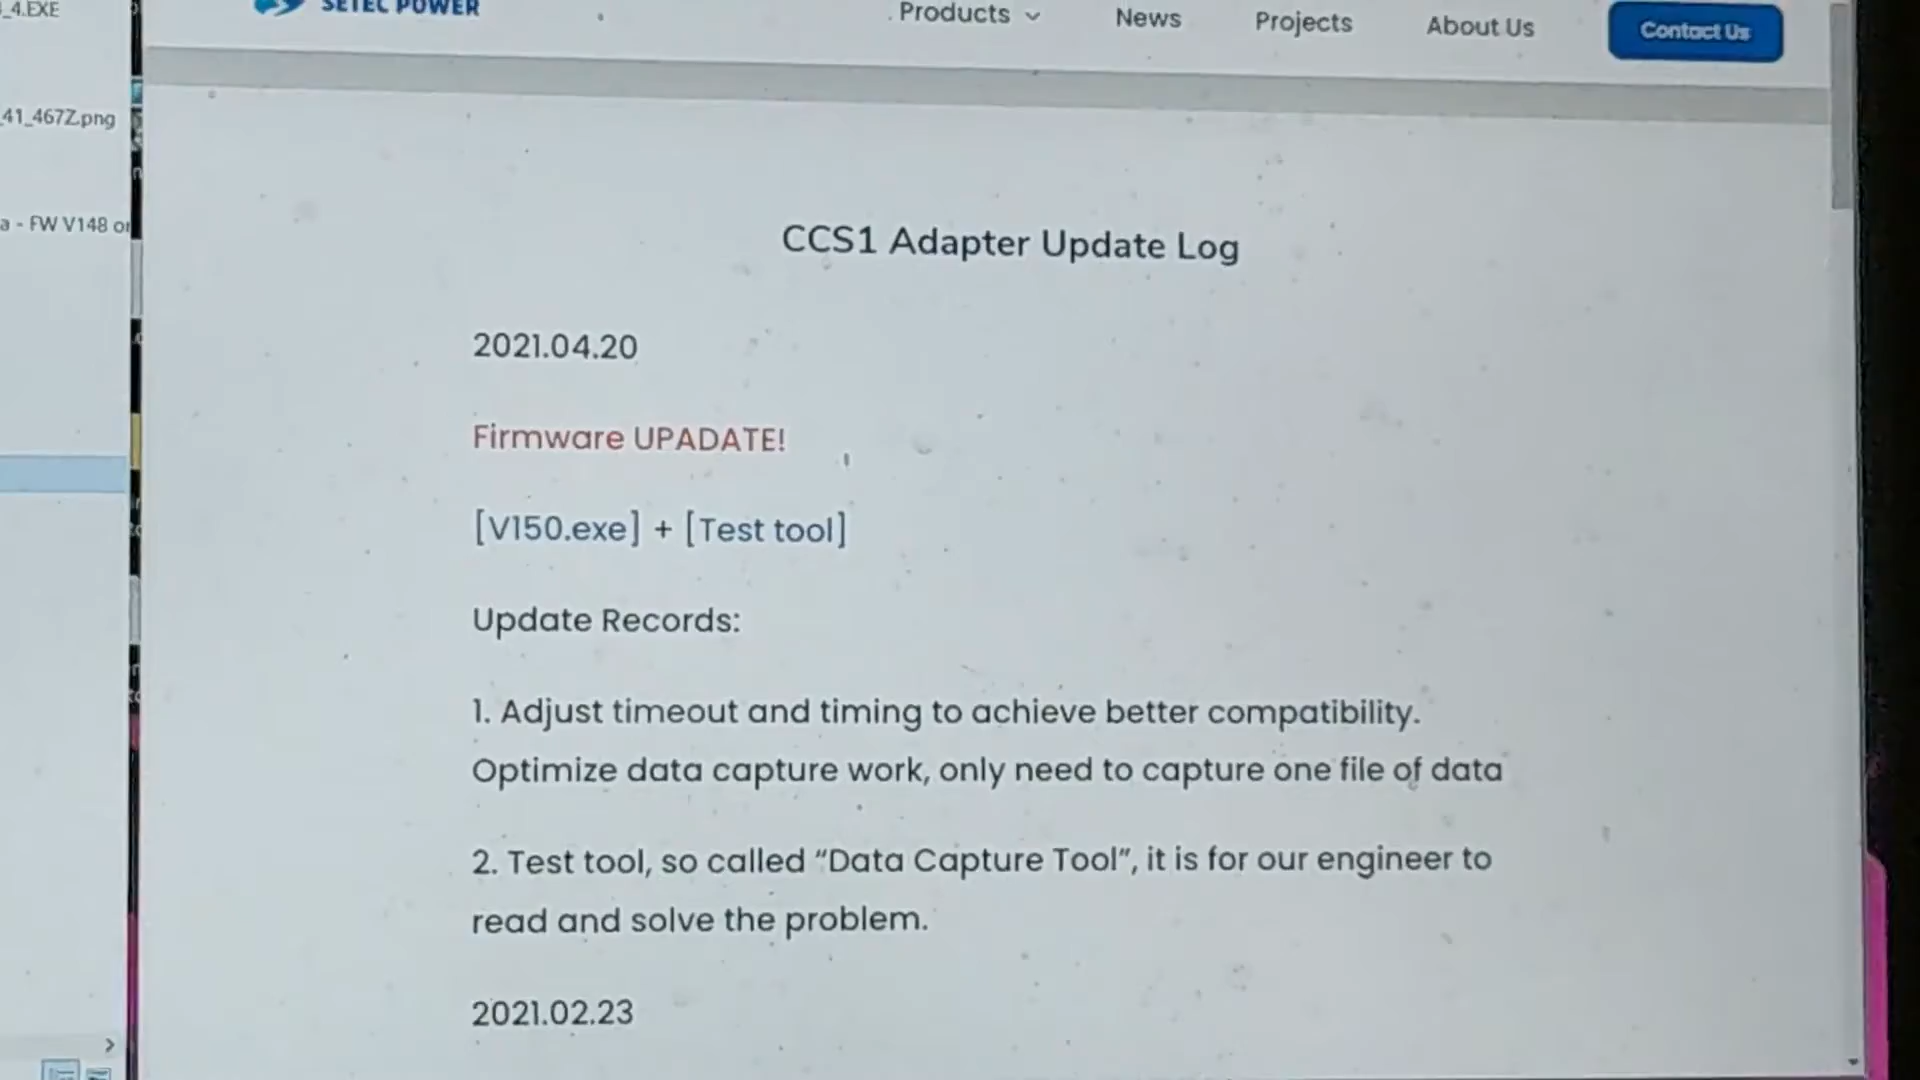 _4.EXE
_41_467Z.png
a - FW V148 or
SETEC POWER
Products
News
Projects
About Us
Contact Us
CCS1 Adapter Update Log
2021.04.20
Firmware UPADATE!
[V150.exe] + [Test tool]
Update Records:
1. Adjust timeout and timing to achieve better compatibility.
Optimize data capture work, only need to capture one file of data
2. Test tool, so called “Data Capture Tool”, it is for our engineer to
read and solve the problem.
2021.02.23